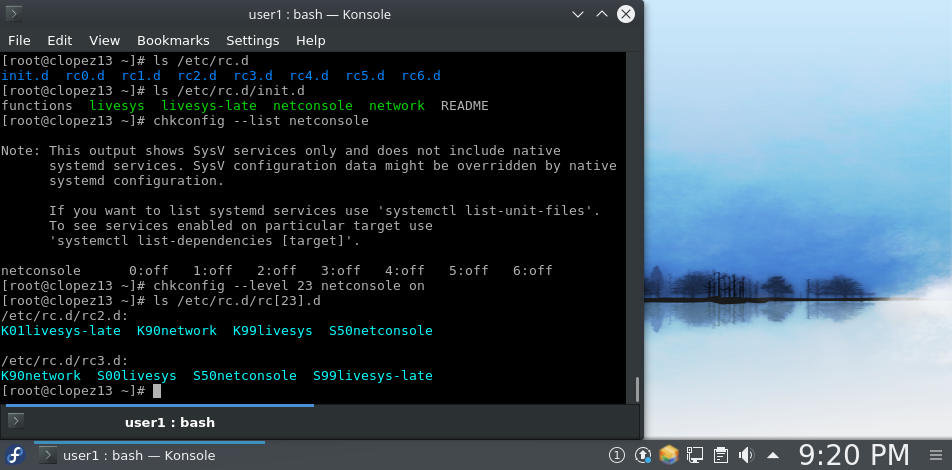 user1 : bash — Konsole
File Edit View Bookmarks Settings Help
[root@clopez13 ~]# ls /etc/rc.d
init.d  rc0.d  rc1.d  rc2.d  rc3.d  rc4.d  rc5.d  rc6.d
[root@clopez13 ~]# ls /etc/rc.d/init.d
functions  livesys  livesys-late  netconsole  network  README
[root@clopez13 ~]# chkconfig --list netconsole
Note: This output shows SysV services only and does not include native
      systemd services. SysV configuration data might be overridden by native
      systemd configuration.
      If you want to list systemd services use 'systemctl list-unit-files'.
      To see services enabled on particular target use
      'systemctl list-dependencies [target]'.
netconsole      0:off   1:off   2:off   3:off   4:off   5:off   6:off
[root@clopez13 ~]# chkconfig --level 23 netconsole on
[root@clopez13 ~]# ls /etc/rc.d/rc[23].d
/etc/rc.d/rc2.d:
K01livesys-late  K90network  K99livesys  S50netconsole
/etc/rc.d/rc3.d:
K90network  S00livesys  S50netconsole  S99livesys-late
[root@clopez13 ~]#
user1 : bash
user1 : bash — Konsole
1
9:20 PM